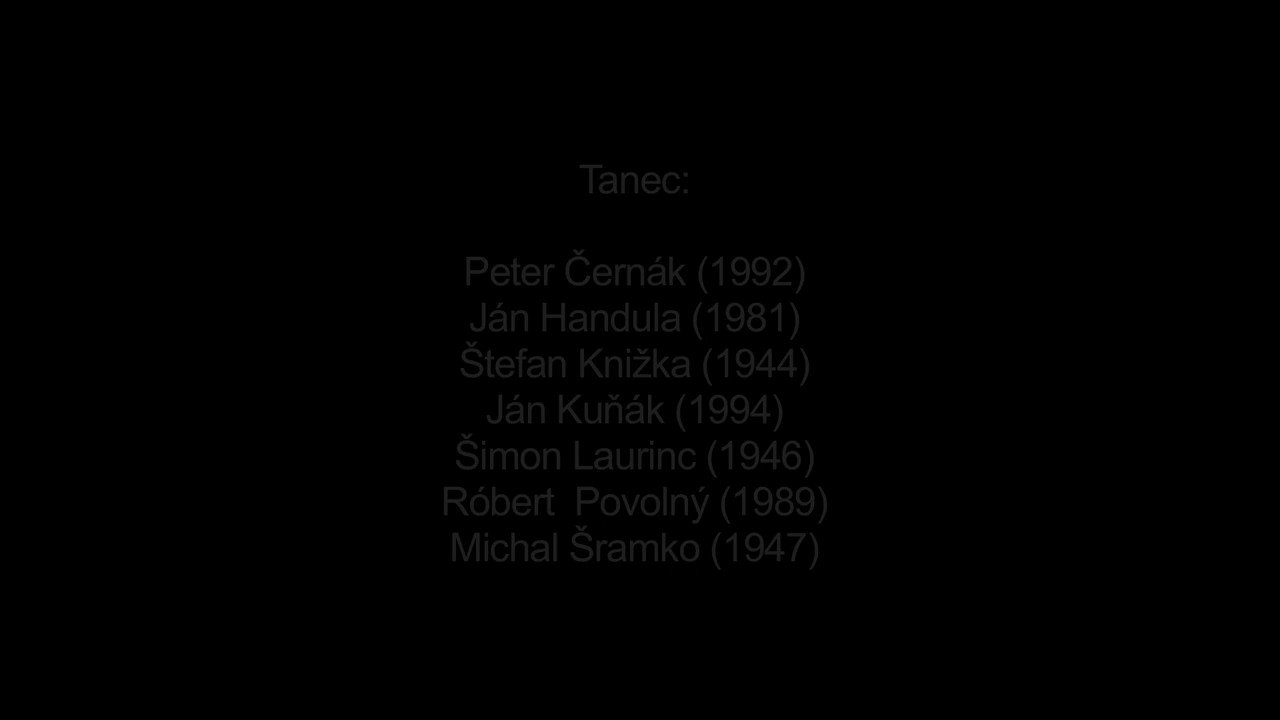 Tanec:
Peter Černák (1992)
Ján Handula (1981)
Štefan Knižka (1944)
Ján Kuňák (1994)
Šimon Laurinc (1946)
Róbert  Povolný (1989)
Michal Šramko (1947)